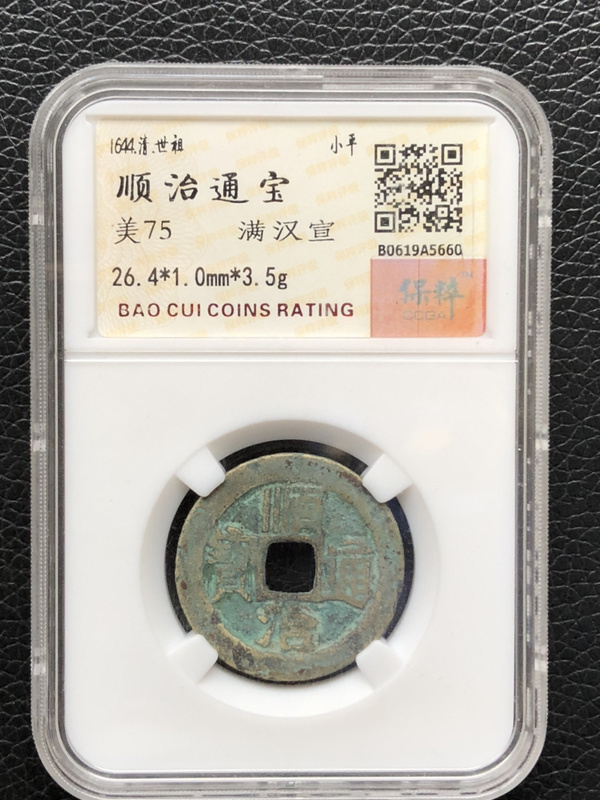 1644.清.世祖 小平
顺治通宝
美75 满汉宣
B0619A5660
26.4*1.0mm*3.5g
保粹
BAO CUI COINS RATING
順
寶 通
治